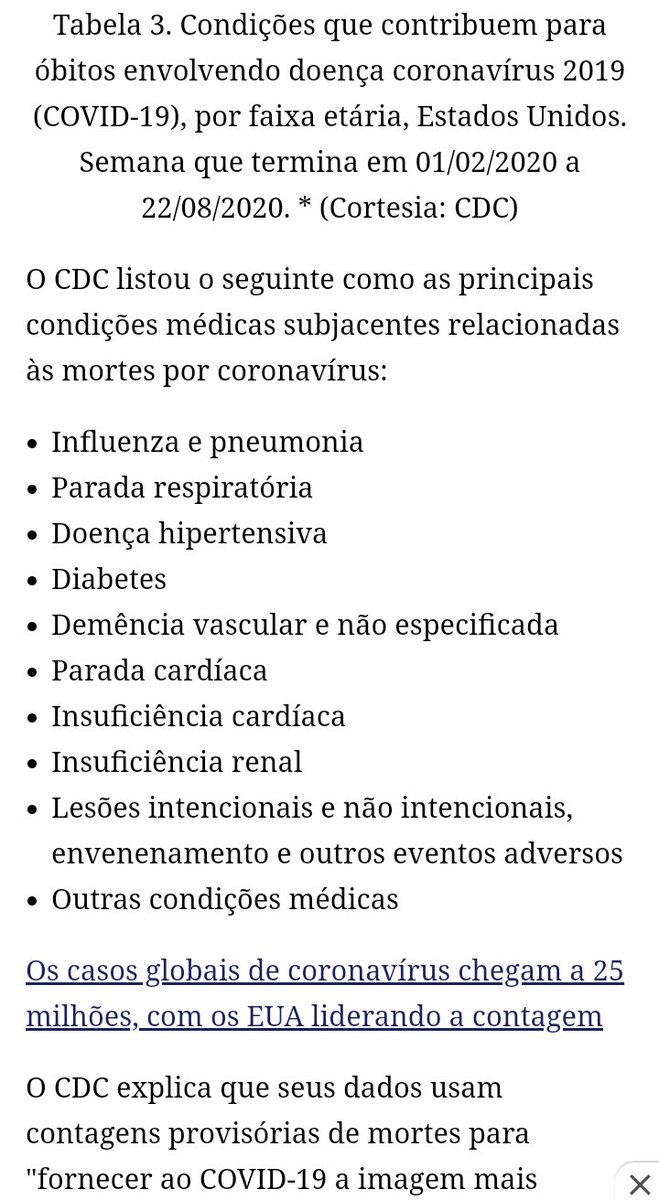 Tabela 3. Condições que contribuem para
óbitos envolvendo doença coronavírus 2019
(COVID-19), por faixa etária, Estados Unidos.
Semana que termina em 01/02/2020 a
22/08/2020. * (Cortesia: CDC)
O CDC listou o seguinte como as principais
condições médicas subjacentes relacionadas
às mortes por coronavírus:
• Influenza e pneumonia
• Parada respiratória
• Doença hipertensiva
• Diabetes
• Demência vascular e não especificada
• Parada cardíaca
• Insuficiência cardíaca
• Insuficiência renal
• Lesões intencionais e não intencionais,
envenenamento e outros eventos adversos
• Outras condições médicas
Os casos globais de coronavírus chegam a 25
milhões, com os EUA liderando a contagem
O CDC explica que seus dados usam
contagens provisórias de mortes para
"fornecer ao COVID-19 a imagem mais